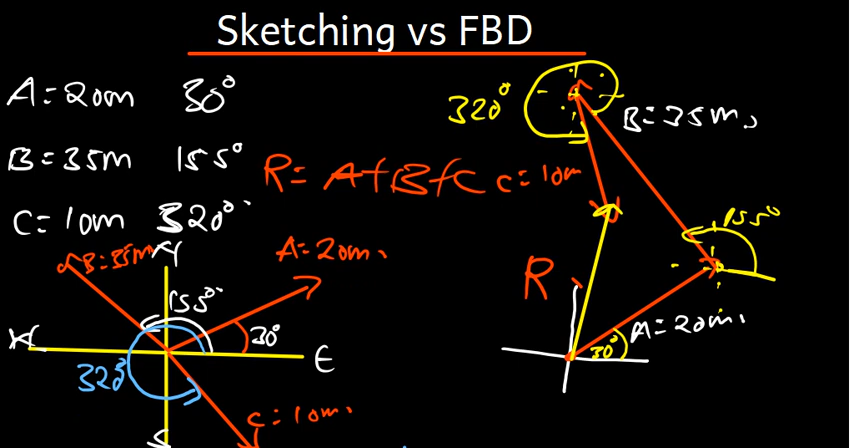 Sketching vs FBD
A = 20m 30°
B = 35m 155°
C = 10m 320°
R = A + B + C
320°
B = 35m
C = 10m
155°
R
A = 20m
30°
B = 35m
N
A = 20m
155°
30°
W
E
320°
C = 10m
S